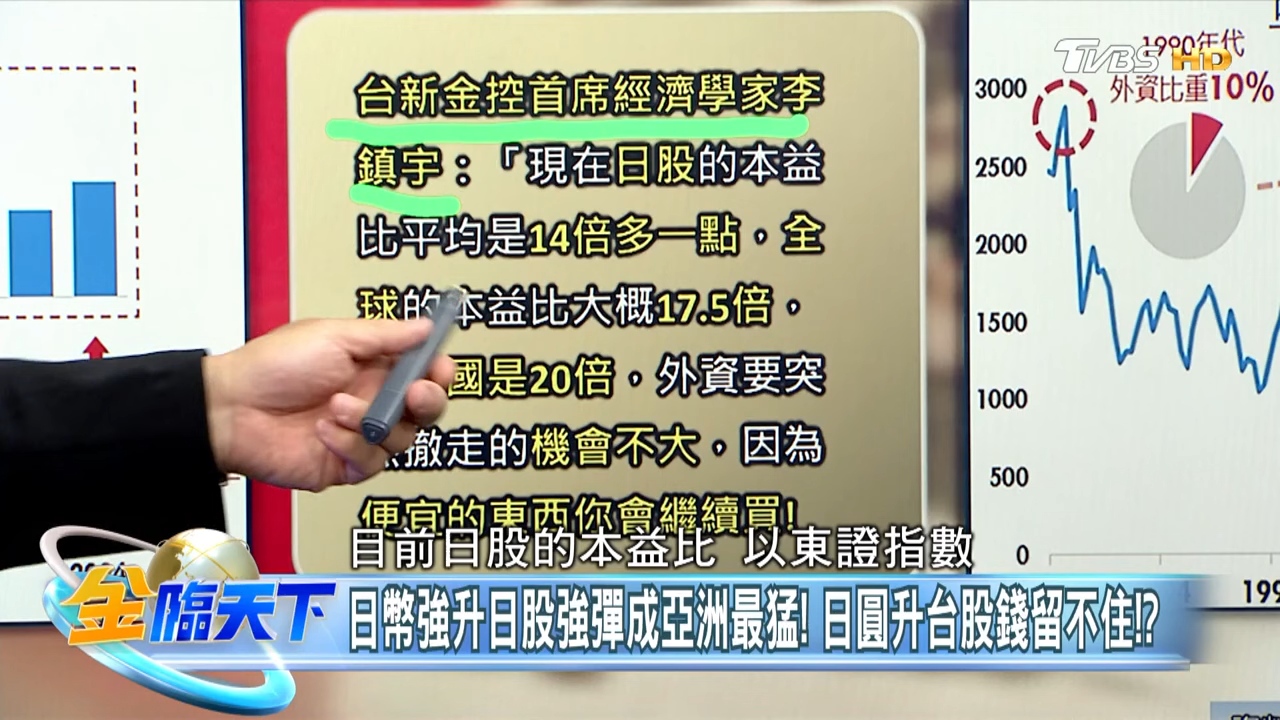 台新金控首席經濟學家李
鎮宇：「現在日股的本益
比平均是14倍多一點，全
球的本益比大概17.5倍，
國是20倍，外資要突
撤走的機會不大，因為
便宜的東西你會繼續買!
TVBS HD
1980年代
外資比重10%
3000
2500
2000
1500
1000
500
0
199
目前日股的本益比 以東證指數
金臨天下
日幣強升日股強彈成亞洲最猛! 日圓升台股錢留不住!?